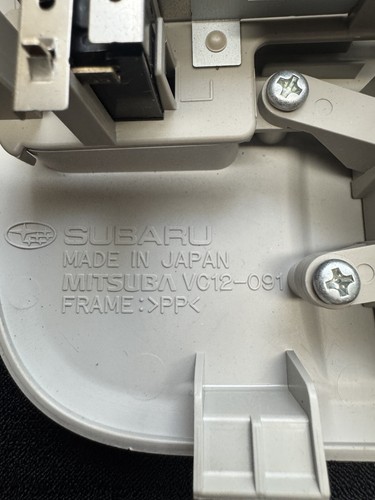 SUBARU
MADE IN JAPAN
MITSUBA VC12-091
FRAME:>PP<